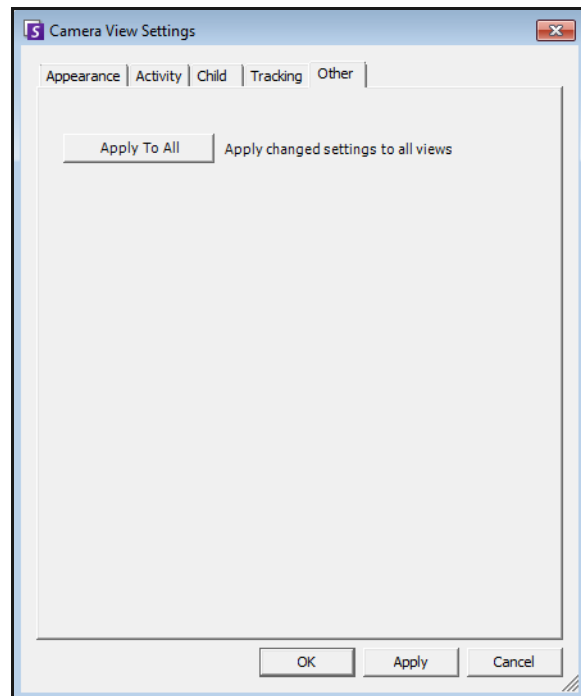 S Camera View Settings
Appearance Activity Child Tracking Other
Apply To All Apply changed settings to all views
OK Apply Cancel